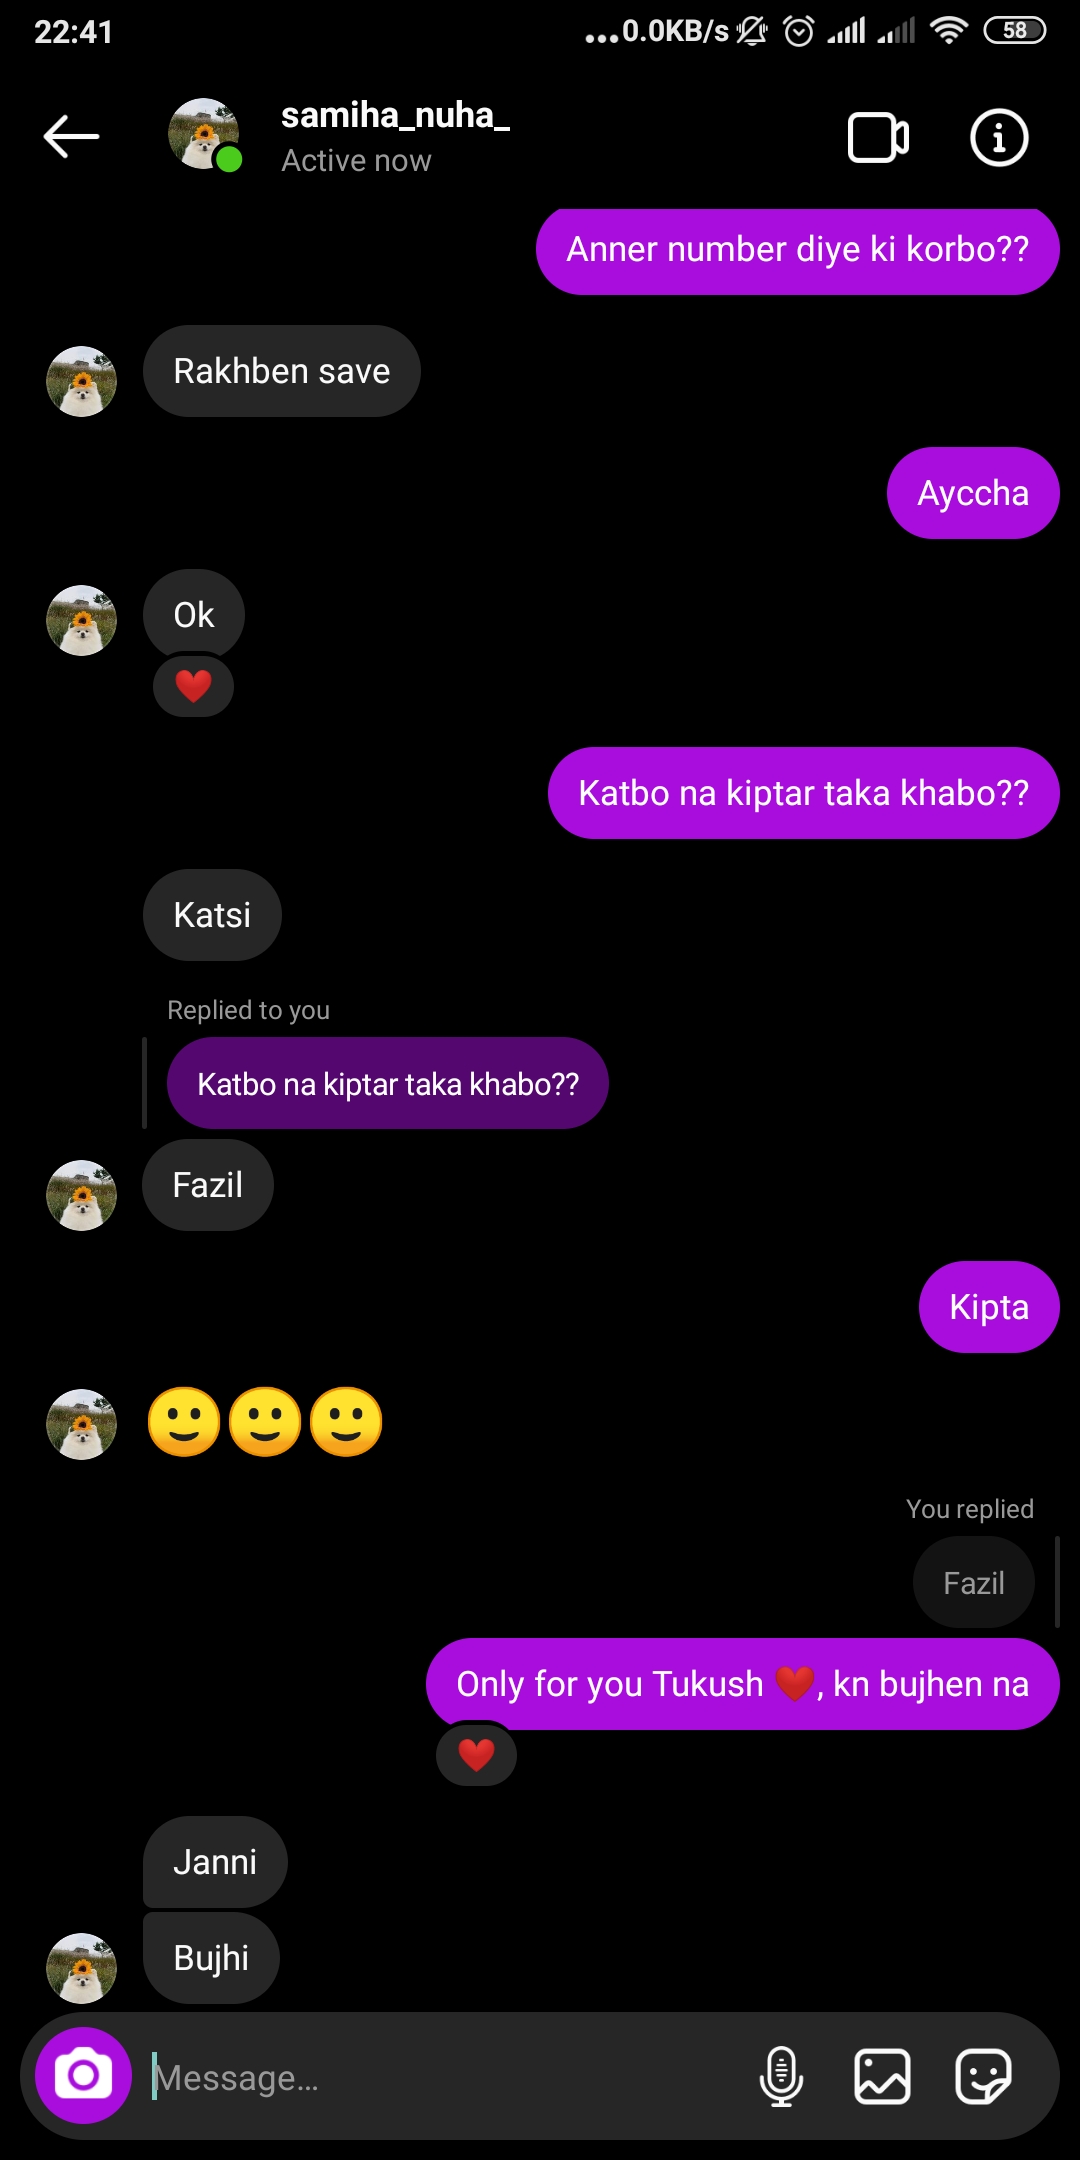 22:41
...0.0KB/s
58
samiha_nuha_
Active now
Anner number diye ki korbo??
Rakhben save
Ayccha
Ok
❤️
Katbo na kiptar taka khabo??
Katsi
Replied to you
Katbo na kiptar taka khabo??
Fazil
Kipta
🙂🙂🙂
You replied
Fazil
Only for you Tukush ❤️, kn bujhen na
❤️
Janni
Bujhi
Message...